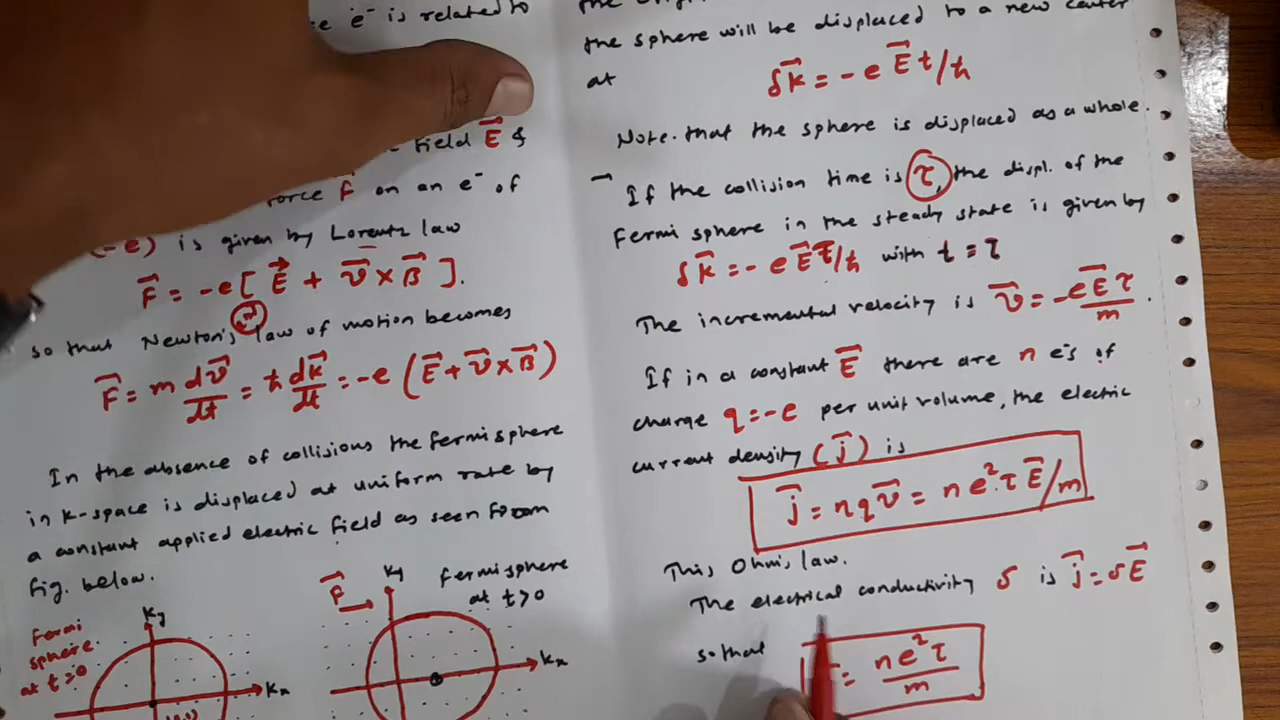 e⁻ is related to
field E⃗ &
force F⃗ on an e⁻ of
(-e) is given by Lorentz law
F⃗ = -e[ E⃗ + v⃗ × B⃗ ].
so that Newton's 2nd law of motion becomes
F⃗ = m dv⃗/dt = ħ dk⃗/dt = -e (E⃗ + v⃗ × B⃗)
In the absence of collisions the fermi sphere
in k-space is displaced at uniform rate by
a constant applied electric field as seen from
fig. below.
Fermi
sphere
at t>0
ky
kx
F⃗
ky
kx
fermi sphere
at t>0
the sphere will be displaced to a new center
at
δk⃗ = -e E⃗ t/ħ
Note. that the sphere is displaced as a whole.
- If the collision time is τ, the displ. of the
Fermi sphere in the steady state is given by
δk⃗ = - e E⃗ τ/ħ with t = τ
The incremental velocity is v⃗ = -eE⃗τ/m.
If in a constant E⃗ there are n e⁻s of
charge q = -e per unit volume, the electric
current density (j⃗) is
j⃗ = nqv⃗ = ne²τE⃗/m
This, Ohm's law.
The electrical conductivity σ is j⃗ = σE⃗
so that
= ne²τ/m